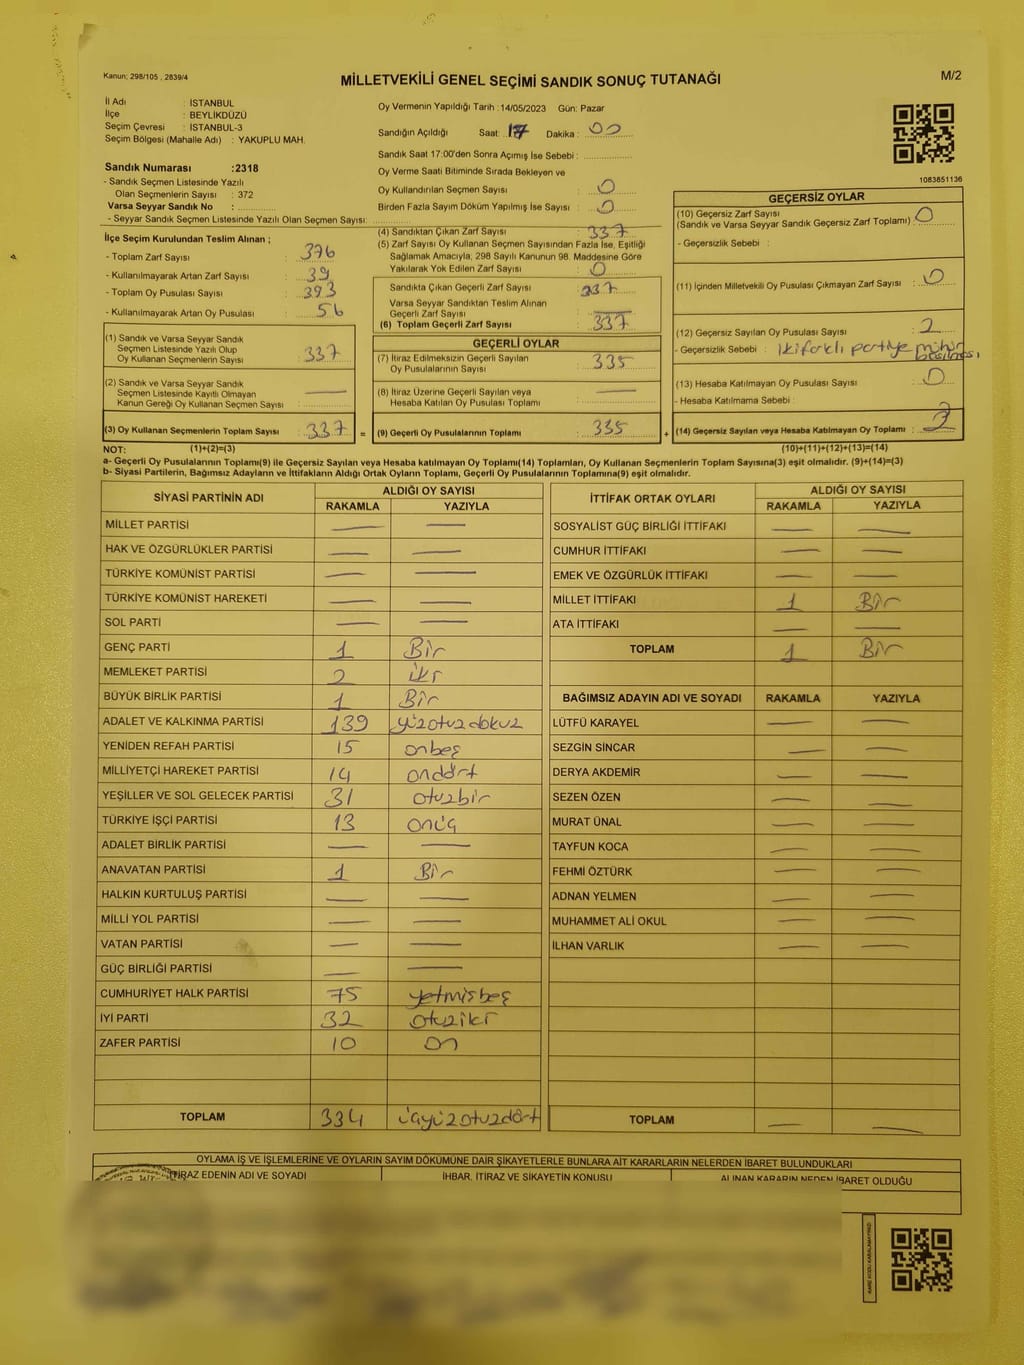 Kanun; 298/105 , 2839/4
MİLLETVEKİLİ GENEL SEÇİMİ SANDIK SONUÇ TUTANAĞI
M/2
İl Adı : İSTANBUL
İlçe : BEYLİKDÜZÜ
Seçim Çevresi : İSTANBUL-3
Seçim Bölgesi (Mahalle Adı) : YAKUPLU MAH.
Sandık Numarası :2318
- Sandık Seçmen Listesinde Yazılı
Olan Seçmenlerin Sayısı : 372
Varsa Seyyar Sandık No :
- Seyyar Sandık Seçmen Listesinde Yazılı Olan Seçmen Sayısı:
Oy Vermenin Yapıldığı Tarih :14/05/2023 Gün: Pazar
Sandığın Açıldığı Saat: 17 Dakika : 00
Sandık Saat 17:00'den Sonra Açımış İse Sebebi :
Oy Verme Saati Bitiminde Sırada Bekleyen ve
Oy Kullandırılan Seçmen Sayısı : 0
Birden Fazla Sayım Döküm Yapılmış İse Sayısı : 0
1083851136
İlçe Seçim Kurulundan Teslim Alınan ;
- Toplam Zarf Sayısı : 376
- Kullanılmayarak Artan Zarf Sayısı : 39
- Toplam Oy Pusulası Sayısı : 393
- Kullanılmayarak Artan Oy Pusulası : 56
(1) Sandık ve Varsa Seyyar Sandık
Seçmen Listesinde Yazılı Olup
Oy Kullanan Seçmenlerin Sayısı : 337
(2) Sandık ve Varsa Seyyar Sandık
Seçmen Listesinde Kayıtlı Olmayan
Kanun Gereği Oy Kullanan Seçmen Sayısı : —
(3) Oy Kullanan Seçmenlerin Toplam Sayısı : 337 =
(4) Sandıktan Çıkan Zarf Sayısı : 337
(5) Zarf Sayısı Oy Kullanan Seçmen Sayısından Fazla İse, Eşitliği
Sağlamak Amacıyla, 298 Sayılı Kanunun 98. Maddesine Göre
Yakılarak Yok Edilen Zarf Sayısı : 0
Sandıkta Çıkan Geçerli Zarf Sayısı : 337
Varsa Seyyar Sandıktan Teslim Alınan
Geçerli Zarf Sayısı : —
(6) Toplam Geçerli Zarf Sayısı : 337
GEÇERLİ OYLAR
(7) İtiraz Edilmeksizin Geçerli Sayılan
Oy Pusulalarının Sayısı : 335
(8) İtiraz Üzerine Geçerli Sayılan veya
Hesaba Katılan Oy Pusulası Toplamı : —
(9) Geçerli Oy Pusulalarının Toplamı : 335 +
GEÇERSİZ OYLAR
(10) Geçersiz Zarf Sayısı
(Sandık ve Varsa Seyyar Sandık Geçersiz Zarf Toplamı) : 0
- Geçersizlik Sebebi :
(11) İçinden Milletvekili Oy Pusulası Çıkmayan Zarf Sayısı : 0
(12) Geçersiz Sayılan Oy Pusulası Sayısı : 2
- Geçersizlik Sebebi : İki farklı partiye mühür
basılması
(13) Hesaba Katılmayan Oy Pusulası Sayısı : 0
- Hesaba Katılmama Sebebi :
(14) Geçersiz Sayılan veya Hesaba Katılmayan Oy Toplamı : 2
NOT: (1)+(2)=(3) (10)+(11)+(12)+(13)=(14)
a- Geçerli Oy Pusulalarının Toplamı(9) ile Geçersiz Sayılan veya Hesaba katılmayan Oy Toplamı(14) Toplamları, Oy Kullanan Seçmenlerin Toplam Sayısına(3) eşit olmalıdır. (9)+(14)=(3)
b- Siyasi Partilerin, Bağımsız Adayların ve İttifakların Aldığı Oyların Toplamı, Geçerli Oy Pusulalarının Toplamına(9) eşit olmalıdır.
SİYASİ PARTİNİN ADI ALDIĞI OY SAYISI
RAKAMLA YAZIYLA
MİLLET PARTİSİ — —
HAK VE ÖZGÜRLÜKLER PARTİSİ — —
TÜRKİYE KOMÜNİST PARTİSİ — —
TÜRKİYE KOMÜNİST HAREKETİ — —
SOL PARTİ — —
GENÇ PARTİ 1 Bir
MEMLEKET PARTİSİ 2 iki
BÜYÜK BİRLİK PARTİSİ 1 Bir
ADALET VE KALKINMA PARTİSİ 139 yüzotuzdokuz
YENİDEN REFAH PARTİSİ 15 onbeş
MİLLİYETÇİ HAREKET PARTİSİ 14 ondört
YEŞİLLER VE SOL GELECEK PARTİSİ 31 otuzbir
TÜRKİYE İŞÇİ PARTİSİ 13 onüç
ADALET BİRLİK PARTİSİ — —
ANAVATAN PARTİSİ 1 Bir
HALKIN KURTULUŞ PARTİSİ — —
MİLLİ YOL PARTİSİ — —
VATAN PARTİSİ — —
GÜÇ BİRLİĞİ PARTİSİ — —
CUMHURİYET HALK PARTİSİ 75 yetmişbeş
İYİ PARTİ 32 otuziki
ZAFER PARTİSİ 10 on
TOPLAM 334 üçyüzotuzdört
İTTİFAK ORTAK OYLARI ALDIĞI OY SAYISI
RAKAMLA YAZIYLA
SOSYALİST GÜÇ BİRLİĞİ İTTİFAKI — —
CUMHUR İTTİFAKI — —
EMEK VE ÖZGÜRLÜK İTTİFAKI — —
MİLLET İTTİFAKI 1 Bir
ATA İTTİFAKI — —
TOPLAM 1 Bir
BAĞIMSIZ ADAYIN ADI VE SOYADI RAKAMLA YAZIYLA
LÜTFÜ KARAYEL — —
SEZGİN SİNCAR — —
DERYA AKDEMİR — —
SEZEN ÖZEN — —
MURAT ÜNAL — —
TAYFUN KOCA — —
FEHMİ ÖZTÜRK — —
ADNAN YELMEN — —
MUHAMMET ALİ OKUL — —
İLHAN VARLIK — —
TOPLAM — —
OYLAMA İŞ VE İŞLEMLERİNE VE OYLARIN SAYIM DÖKÜMÜNE DAİR ŞİKAYETLERLE BUNLARA AİT KARARLARIN NELERDEN İBARET BULUNDUKLARI
İTİRAZ EDENİN ADI VE SOYADI İHBAR, İTİRAZ VE ŞİKAYETİN KONUSU ALINAN KARARIN NEDEN İBARET OLDUĞU
KARE KODU KARALAMAYINIZ!